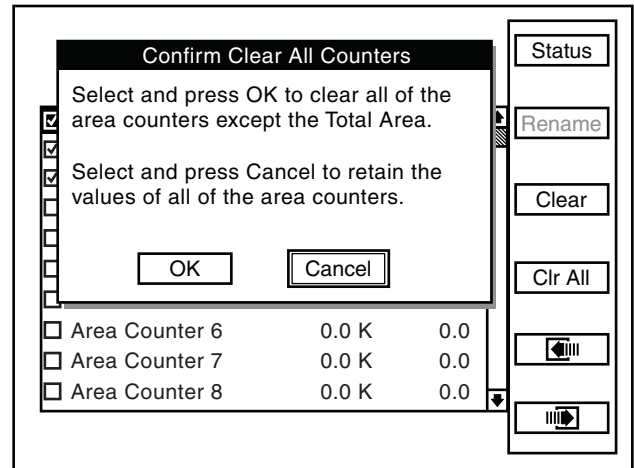 Confirm Clear All Counters
Select and press OK to clear all of the
area counters except the Total Area.
Select and press Cancel to retain the
values of all of the area counters.
OK
Cancel
Area Counter 6 0.0 K 0.0
Area Counter 7 0.0 K 0.0
Area Counter 8 0.0 K 0.0
Status
Rename
Clear
Clr All